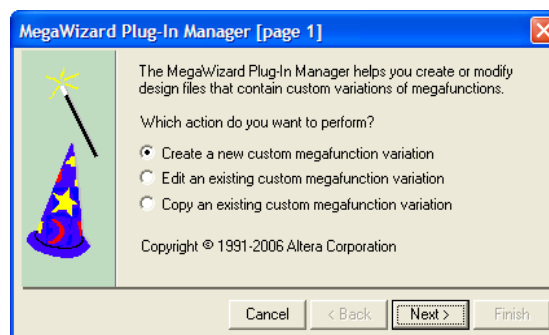 MegaWizard Plug-In Manager [page 1]
The MegaWizard Plug-In Manager helps you create or modify
design files that contain custom variations of megafunctions.
Which action do you want to perform?
Create a new custom megafunction variation
Edit an existing custom megafunction variation
Copy an existing custom megafunction variation
Copyright © 1991-2006 Altera Corporation
Cancel < Back Next > Finish